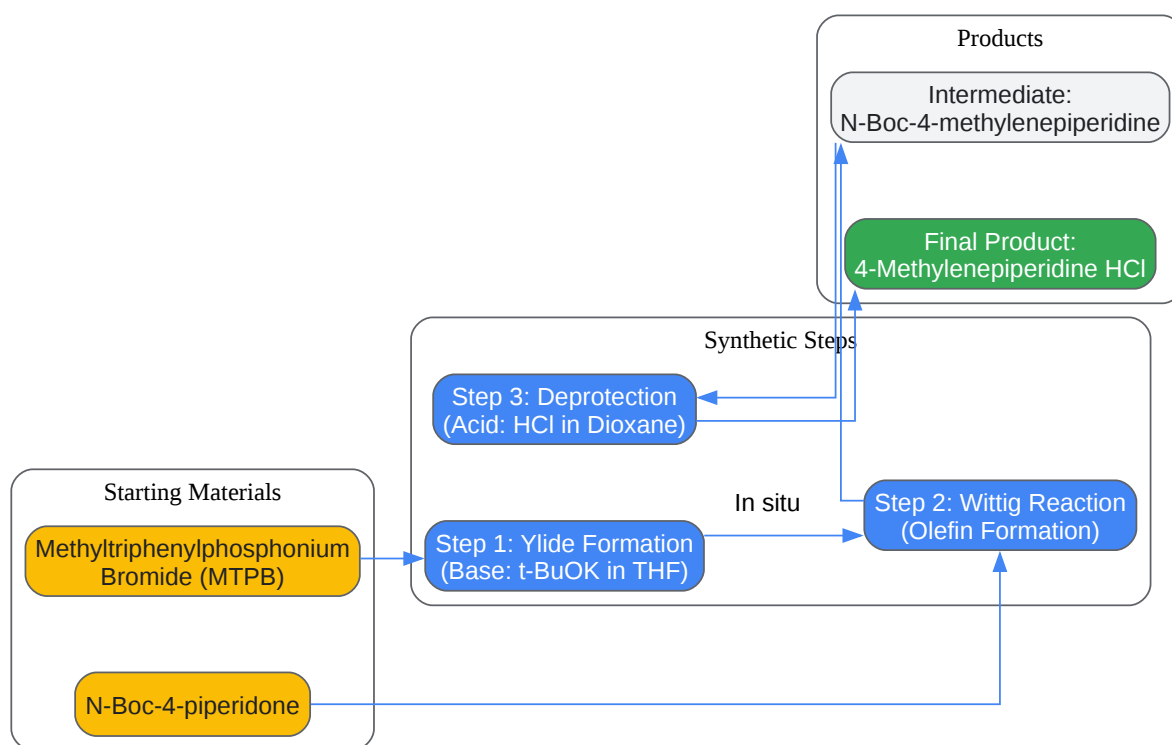 Products
Intermediate:
N-Boc-4-methylenepiperidine
Final Product:
4-Methylenepiperidine HCl
Synthetic Steps
Step 3: Deprotection
(Acid: HCl in Dioxane)
In situ
Step 2: Wittig Reaction
(Olefin Formation)
Step 1: Ylide Formation
(Base: t-BuOK in THF)
Starting Materials
Methyltriphenylphosphonium
Bromide (MTPB)
N-Boc-4-piperidone